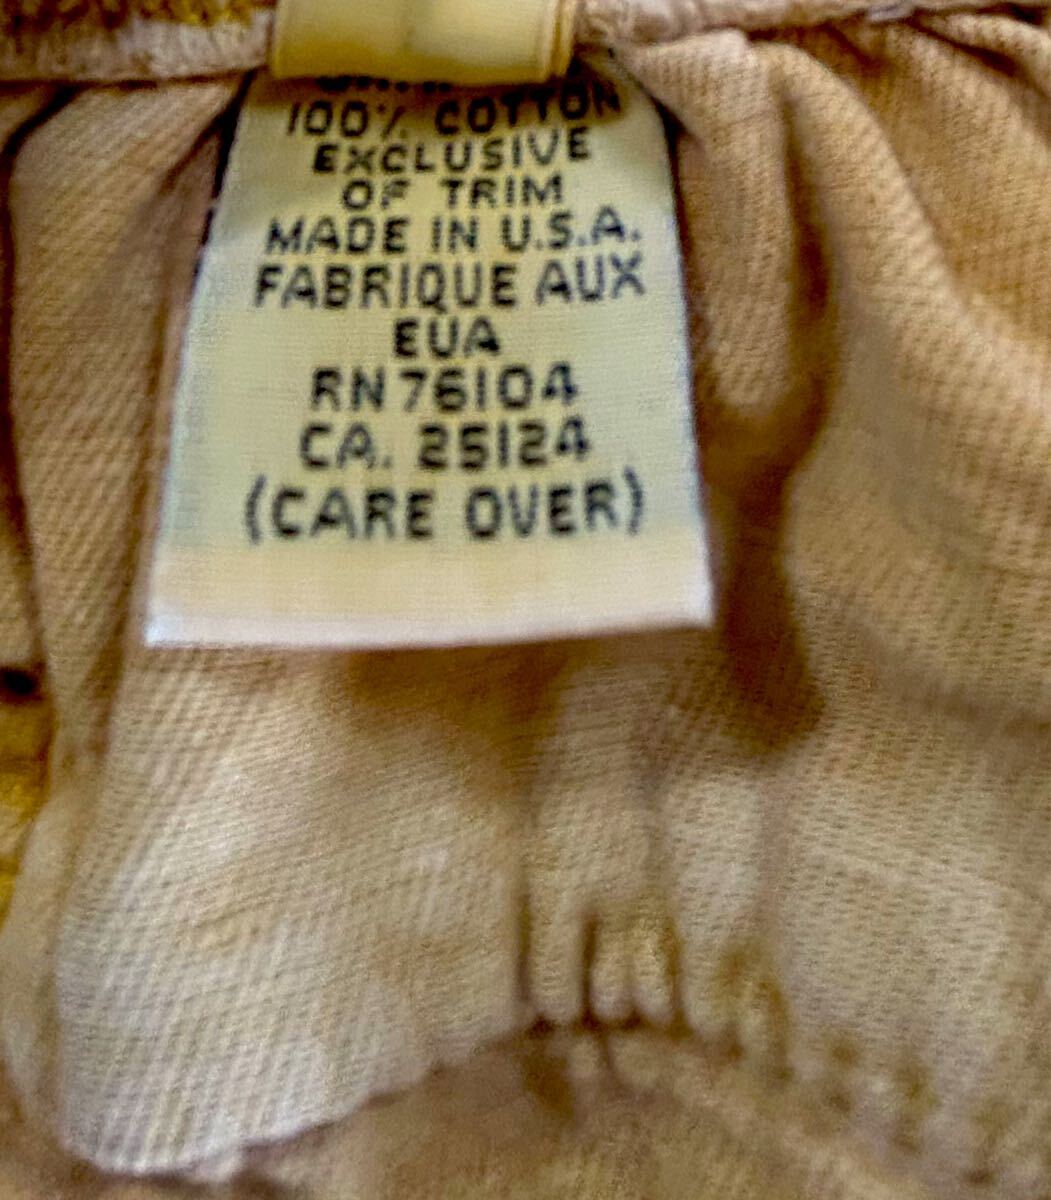 100% COTTON
EXCLUSIVE
OF TRIM
MADE IN U.S.A.
FABRIQUE AUX
EUA
RN 76104
CA. 25124
(CARE OVER)